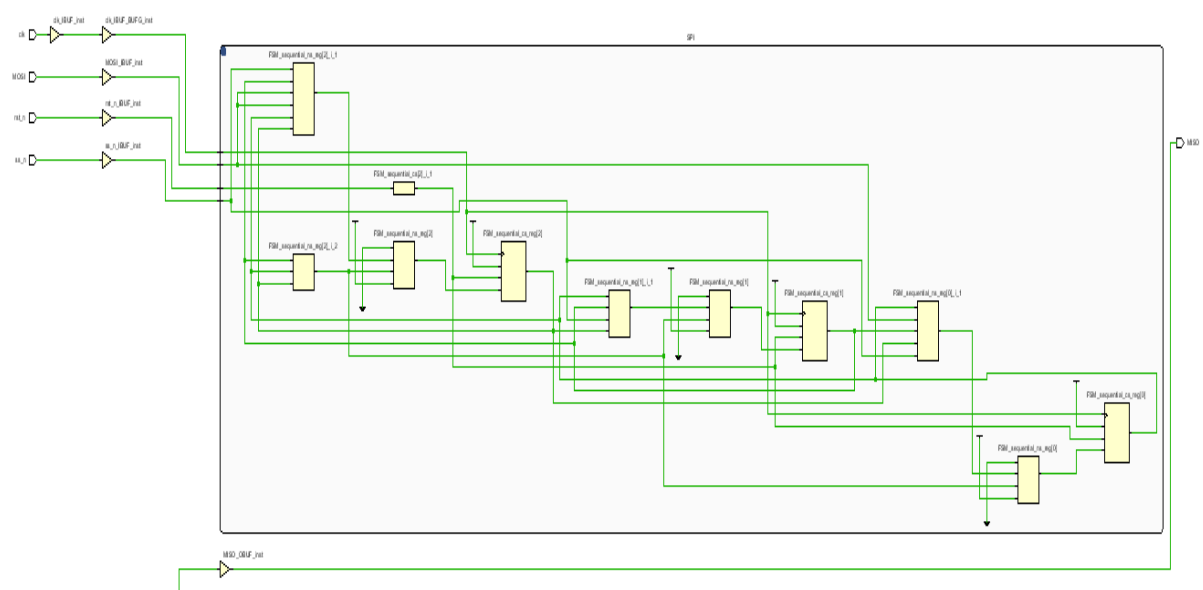 clk_IBUF_inst
clk_IBUF_BUFG_inst
clk
SPI
FSM_sequential_ns_reg[2]_i_1
MOSI_IBUF_inst
MOSI
rst_n_IBUF_inst
rst_n
MISO
ss_n_IBUF_inst
ss_n
FSM_sequential_cs[2]_i_1
FSM_sequential_ns_reg[2]_i_2
FSM_sequential_ns_reg[2]
FSM_sequential_cs_reg[2]
FSM_sequential_ns_reg[1]_i_1
FSM_sequential_ns_reg[1]
FSM_sequential_cs_reg[1]
FSM_sequential_ns_reg[0]_i_1
FSM_sequential_cs_reg[0]
FSM_sequential_ns_reg[0]
MISO_OBUF_inst